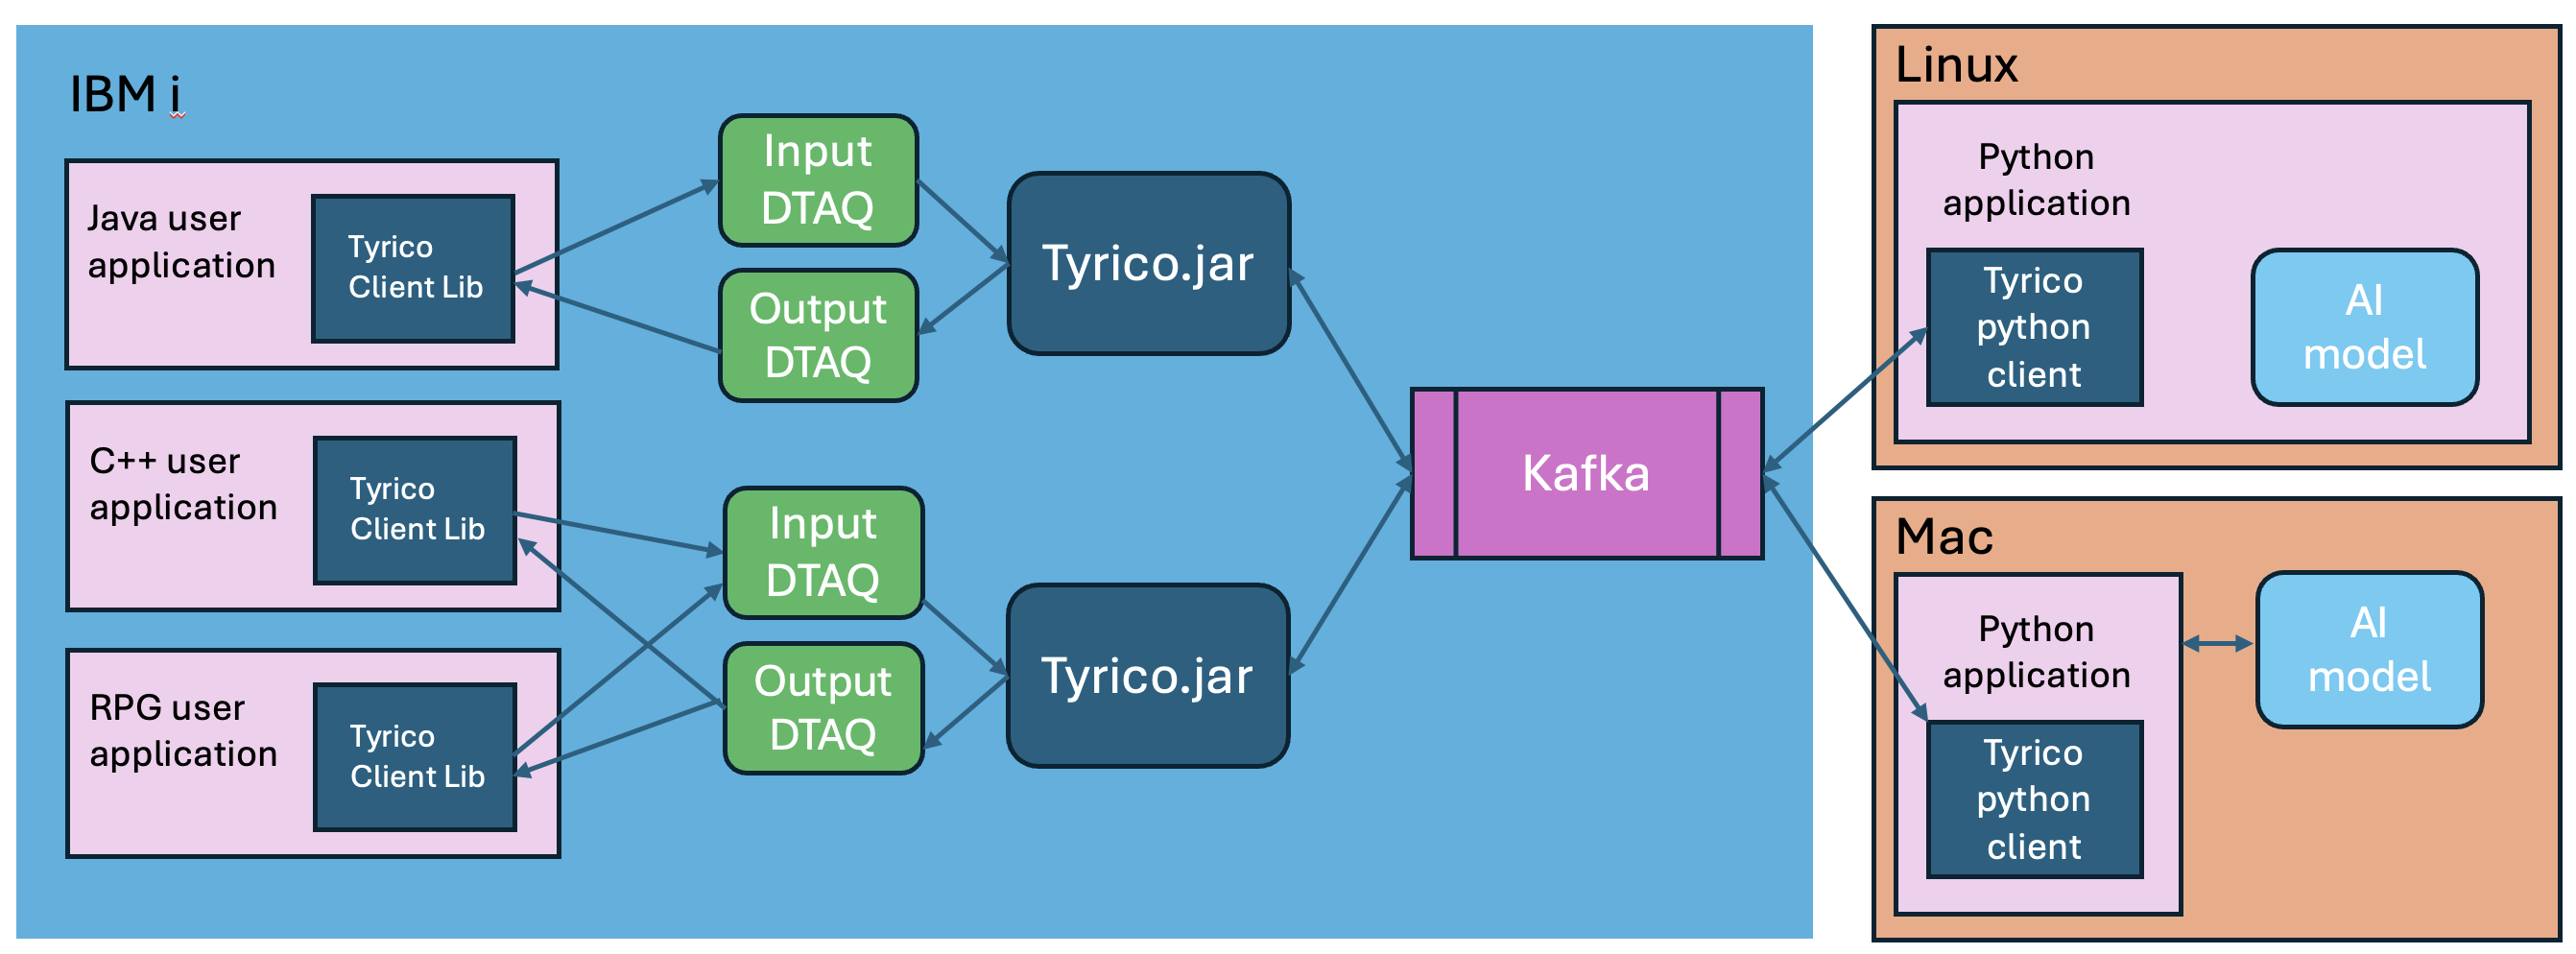 IBM i
Java user
application
Tyrico
Client Lib
Input
DTAQ
Output
DTAQ
Tyrico.jar
C++ user
application
Tyrico
Client Lib
RPG user
application
Tyrico
Client Lib
Input
DTAQ
Output
DTAQ
Tyrico.jar
Kafka
Linux
Python
application
Tyrico
python
client
AI
model
Mac
Python
application
Tyrico
python
client
AI
model